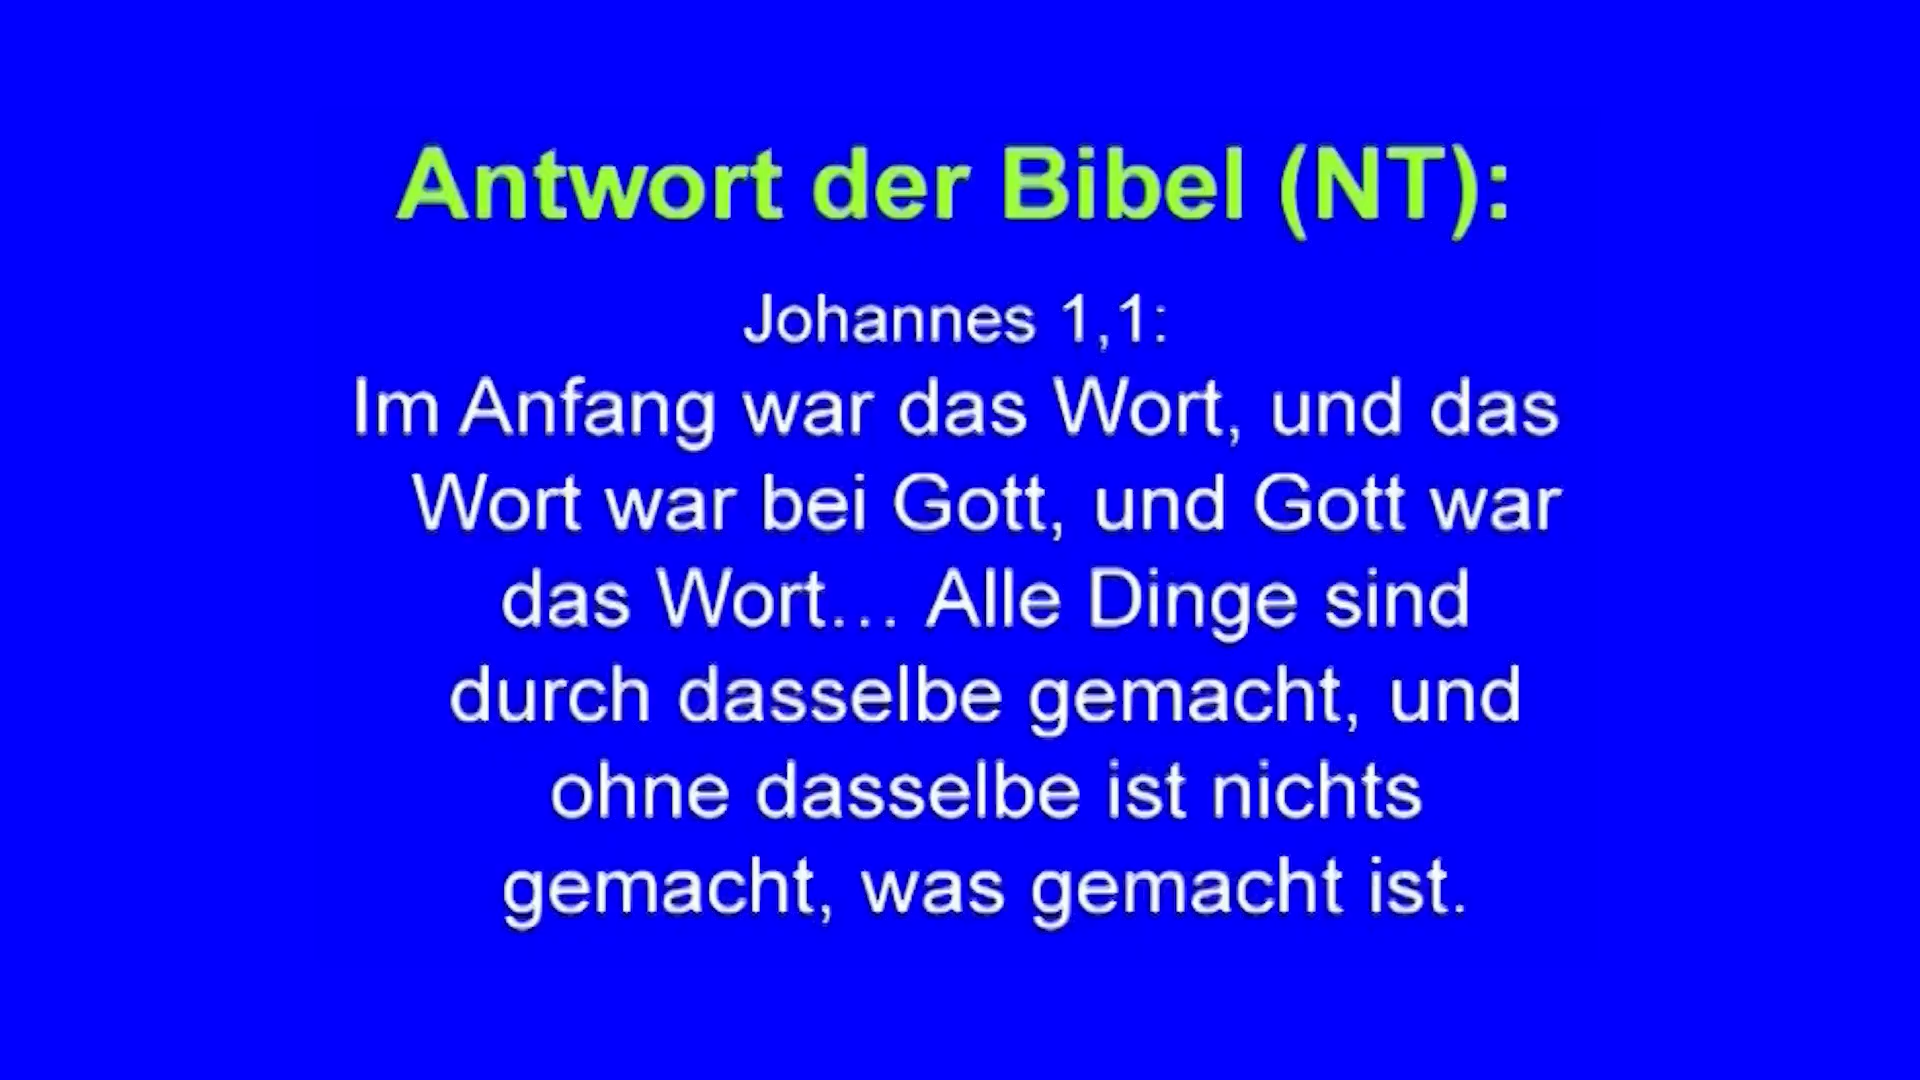 Antwort der Bibel (NT):
Johannes 1,1:
Im Anfang war das Wort, und das
Wort war bei Gott, und Gott war
das Wort… Alle Dinge sind
durch dasselbe gemacht, und
ohne dasselbe ist nichts
gemacht, was gemacht ist.